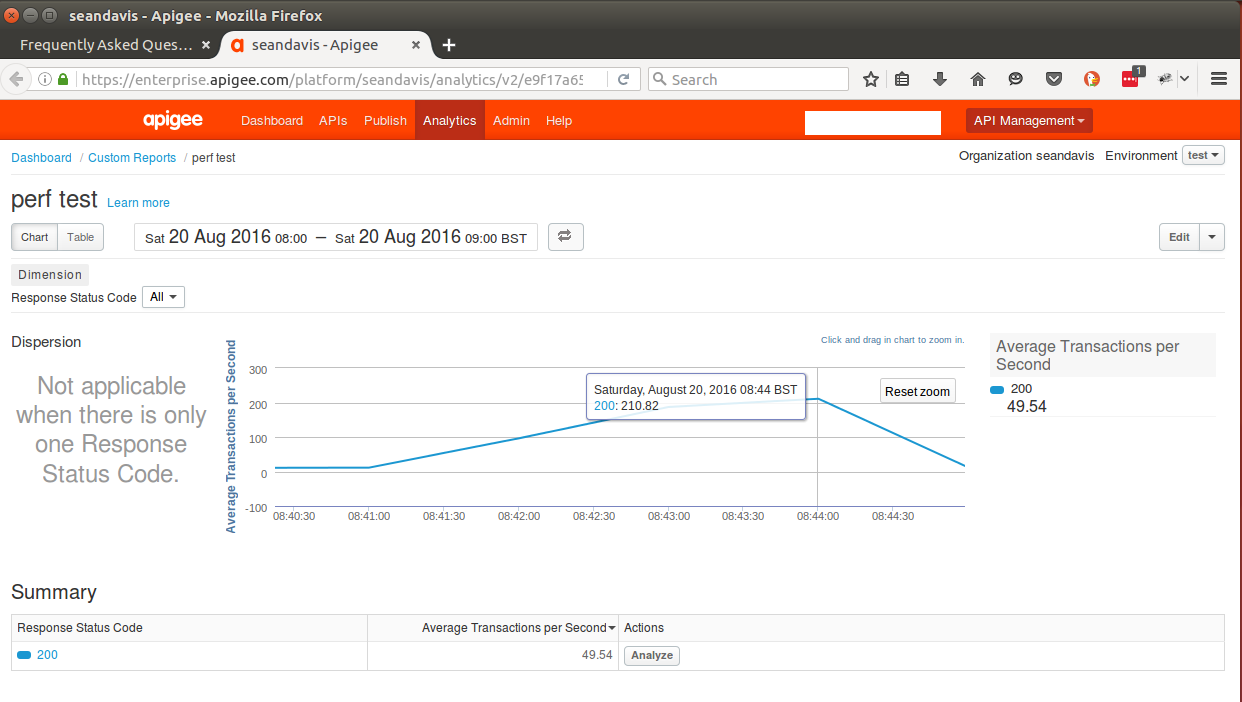 seandavis - Apigee - Mozilla Firefox
Frequently Asked Ques…
seandavis - Apigee
https://enterprise.apigee.com/platform/seandavis/analytics/v2/e9f17a65
Search
1
apigee
Dashboard APIs Publish Analytics Admin Help
API Management
Dashboard / Custom Reports / perf test
Organization seandavis Environment test
perf test Learn more
Chart Table Sat 20 Aug 2016 08:00 — Sat 20 Aug 2016 09:00 BST
Edit
Dimension
Response Status Code All
Dispersion
Not applicable
when there is only
one Response
Status Code.
Average Transactions per Second
Click and drag in chart to zoom in.
300
200
100
0
-100
Saturday, August 20, 2016 08:44 BST
200: 210.82
Reset zoom
08:40:30 08:41:00 08:41:30 08:42:00 08:42:30 08:43:00 08:43:30 08:44:00 08:44:30
Average Transactions per
Second
200
49.54
Summary
Response Status Code Average Transactions per Second Actions
200 49.54 Analyze